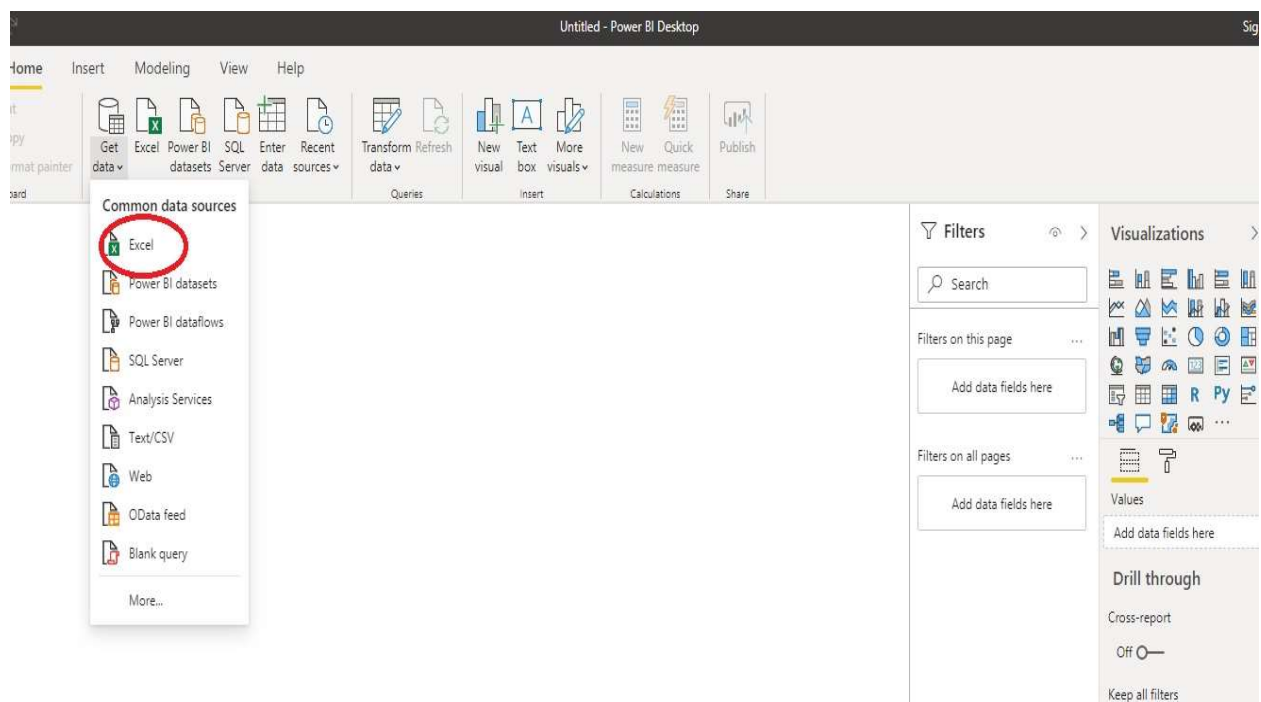 Untitled - Power BI Desktop
Sig
Home Insert Modeling View Help
Get data
Excel
Power BI datasets
SQL Server
Enter data
Recent sources
Transform data
Refresh
New visual
Text box
More visuals
New measure
Quick measure
Publish
format painter
Queries
Insert
Calculations
Share
Common data sources
Excel
Power BI datasets
Power BI dataflows
SQL Server
Analysis Services
Text/CSV
Web
OData feed
Blank query
More...
Filters
Search
Filters on this page ...
Add data fields here
Filters on all pages ...
Add data fields here
Visualizations
123
R Py
...
Values
Add data fields here
Drill through
Cross-report
Off
Keep all filters